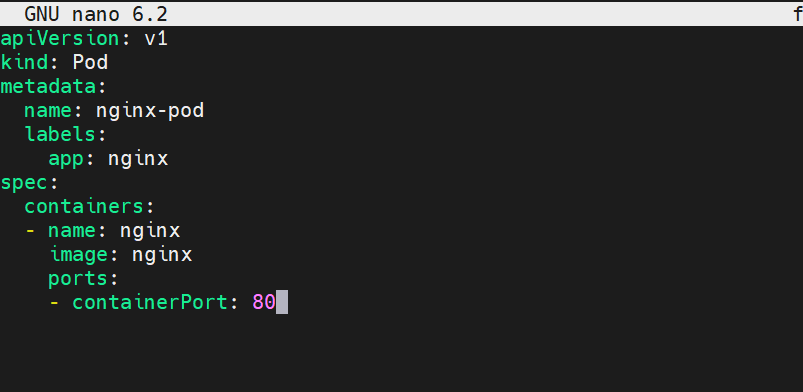 GNU nano 6.2 f
apiVersion: v1
kind: Pod
metadata:
  name: nginx-pod
  labels:
    app: nginx
spec:
  containers:
  - name: nginx
    image: nginx
    ports:
    - containerPort: 80